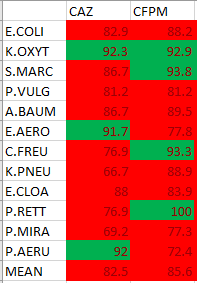 CAZ CFPM
E.COLI 82.9 88.2
K.OXYT 92.3 92.9
S.MARC 86.7 93.8
P.VULG 81.2 81.2
A.BAUM 86.7 89.5
E.AERO 91.7 77.8
C.FREU 76.9 93.3
K.PNEU 66.7 88.9
E.CLOA 88 83.9
P.RETT 76.9 100
P.MIRA 69.2 77.3
P.AERU 92 72.4
MEAN 82.5 85.6